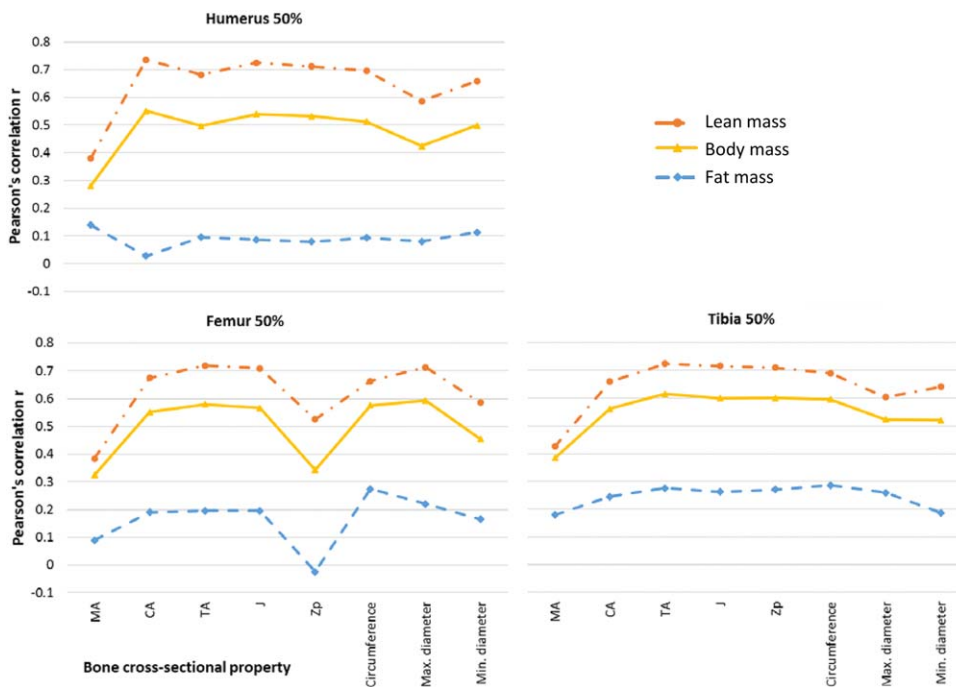 Humerus 50%
Pearson's correlation r
0.8
0.7
0.6
0.5
0.4
0.3
0.2
0.1
0
-0.1
Lean mass
Body mass
Fat mass
Femur 50%
Pearson's correlation r
0.8
0.7
0.6
0.5
0.4
0.3
0.2
0.1
0
-0.1
MA
CA
TA
J
Zp
Circumference
Max. diameter
Min. diameter
Bone cross-sectional property
Tibia 50%
MA
CA
TA
J
Zp
Circumference
Max. diameter
Min. diameter